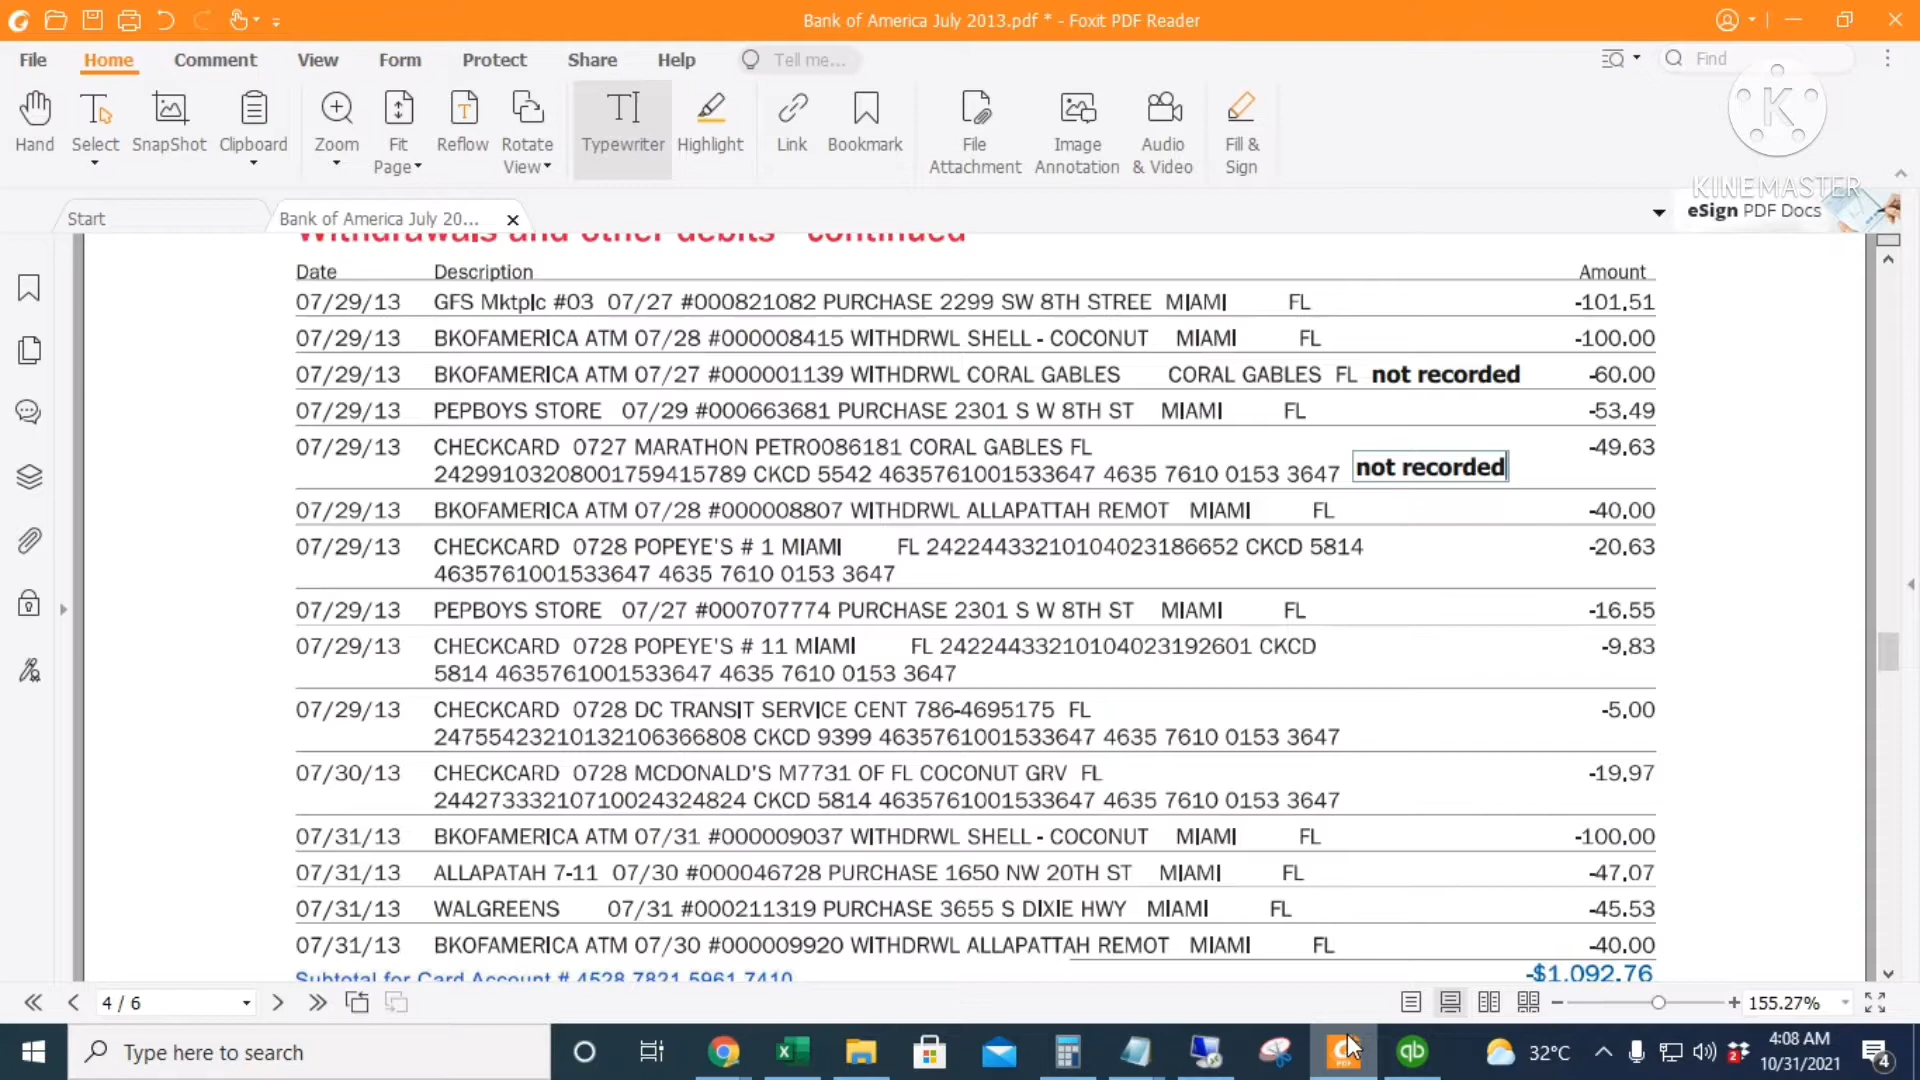 Bank of America July 2013.pdf * - Foxit PDF Reader
File Home Comment View Form Protect Share Help Tell me... Find
Hand Select SnapShot Clipboard Zoom Fit Page Reflow Rotate View Typewriter Highlight Link Bookmark File Attachment Image Annotation Audio & Video Fill & Sign
K
KINEMASTER
Start Bank of America July 20... eSign PDF Docs
Withdrawals and other debits - continued
Date Description Amount
07/29/13 GFS Mktplc #03 07/27 #000821082 PURCHASE 2299 SW 8TH STREE MIAMI FL -101.51
07/29/13 BKOFAMERICA ATM 07/28 #000008415 WITHDRWL SHELL - COCONUT MIAMI FL -100.00
07/29/13 BKOFAMERICA ATM 07/27 #000001139 WITHDRWL CORAL GABLES CORAL GABLES FL not recorded -60.00
07/29/13 PEPBOYS STORE 07/29 #000663681 PURCHASE 2301 S W 8TH ST MIAMI FL -53.49
07/29/13 CHECKCARD 0727 MARATHON PETRO086181 CORAL GABLES FL -49.63
24299103208001759415789 CKCD 5542 4635761001533647 4635 7610 0153 3647 not recorded
07/29/13 BKOFAMERICA ATM 07/28 #000008807 WITHDRWL ALLAPATTAH REMOT MIAMI FL -40.00
07/29/13 CHECKCARD 0728 POPEYE'S # 1 MIAMI FL 24224433210104023186652 CKCD 5814 -20.63
4635761001533647 4635 7610 0153 3647
07/29/13 PEPBOYS STORE 07/27 #000707774 PURCHASE 2301 S W 8TH ST MIAMI FL -16.55
07/29/13 CHECKCARD 0728 POPEYE'S # 11 MIAMI FL 24224433210104023192601 CKCD -9.83
5814 4635761001533647 4635 7610 0153 3647
07/29/13 CHECKCARD 0728 DC TRANSIT SERVICE CENT 786-4695175 FL -5.00
24755423210132106366808 CKCD 9399 4635761001533647 4635 7610 0153 3647
07/30/13 CHECKCARD 0728 MCDONALD'S M7731 OF FL COCONUT GRV FL -19.97
24427333210710024324824 CKCD 5814 4635761001533647 4635 7610 0153 3647
07/31/13 BKOFAMERICA ATM 07/31 #000009037 WITHDRWL SHELL - COCONUT MIAMI FL -100.00
07/31/13 ALLAPATAH 7-11 07/30 #000046728 PURCHASE 1650 NW 20TH ST MIAMI FL -47.07
07/31/13 WALGREENS 07/31 #000211319 PURCHASE 3655 S DIXIE HWY MIAMI FL -45.53
07/31/13 BKOFAMERICA ATM 07/30 #000009920 WITHDRWL ALLAPATTAH REMOT MIAMI FL -40.00
Subtotal for Card Account # 4528 7821 5961 7410 -$1,092.76
4 / 6 155.27%
Type here to search 32°C 4:08 AM
10/31/2021 4